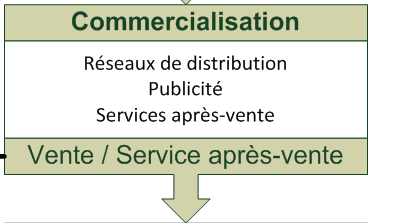 Commercialisation
Réseaux de distribution
Publicité
Services après-vente
Vente / Service après-vente